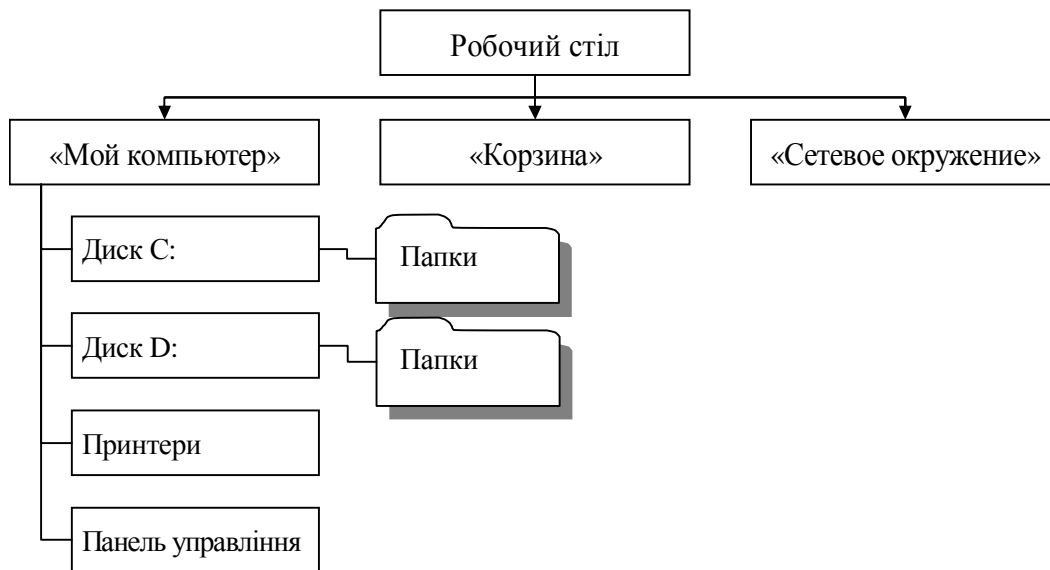 Робочий стіл
«Мой компьютер»
«Корзина»
«Сетевое окружение»
Диск С:
Папки
Диск D:
Папки
Принтери
Панель управління